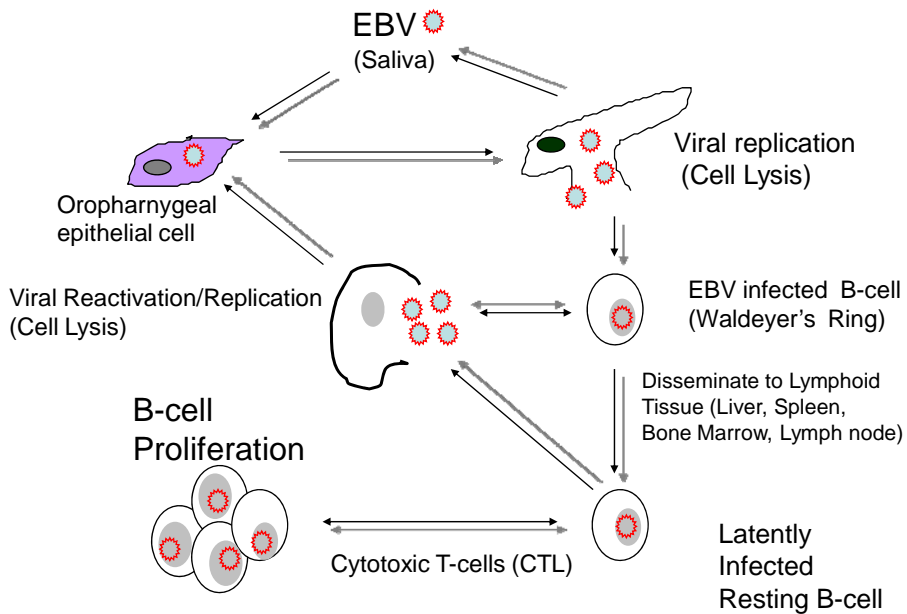 EBV
(Saliva)
Viral replication
(Cell Lysis)
Oropharnygeal
epithelial cell
Viral Reactivation/Replication
(Cell Lysis)
EBV infected B-cell
(Waldeyer's Ring)
Disseminate to Lymphoid
Tissue (Liver, Spleen,
Bone Marrow, Lymph node)
B-cell
Proliferation
Cytotoxic T-cells (CTL)
Latently
Infected
Resting B-cell